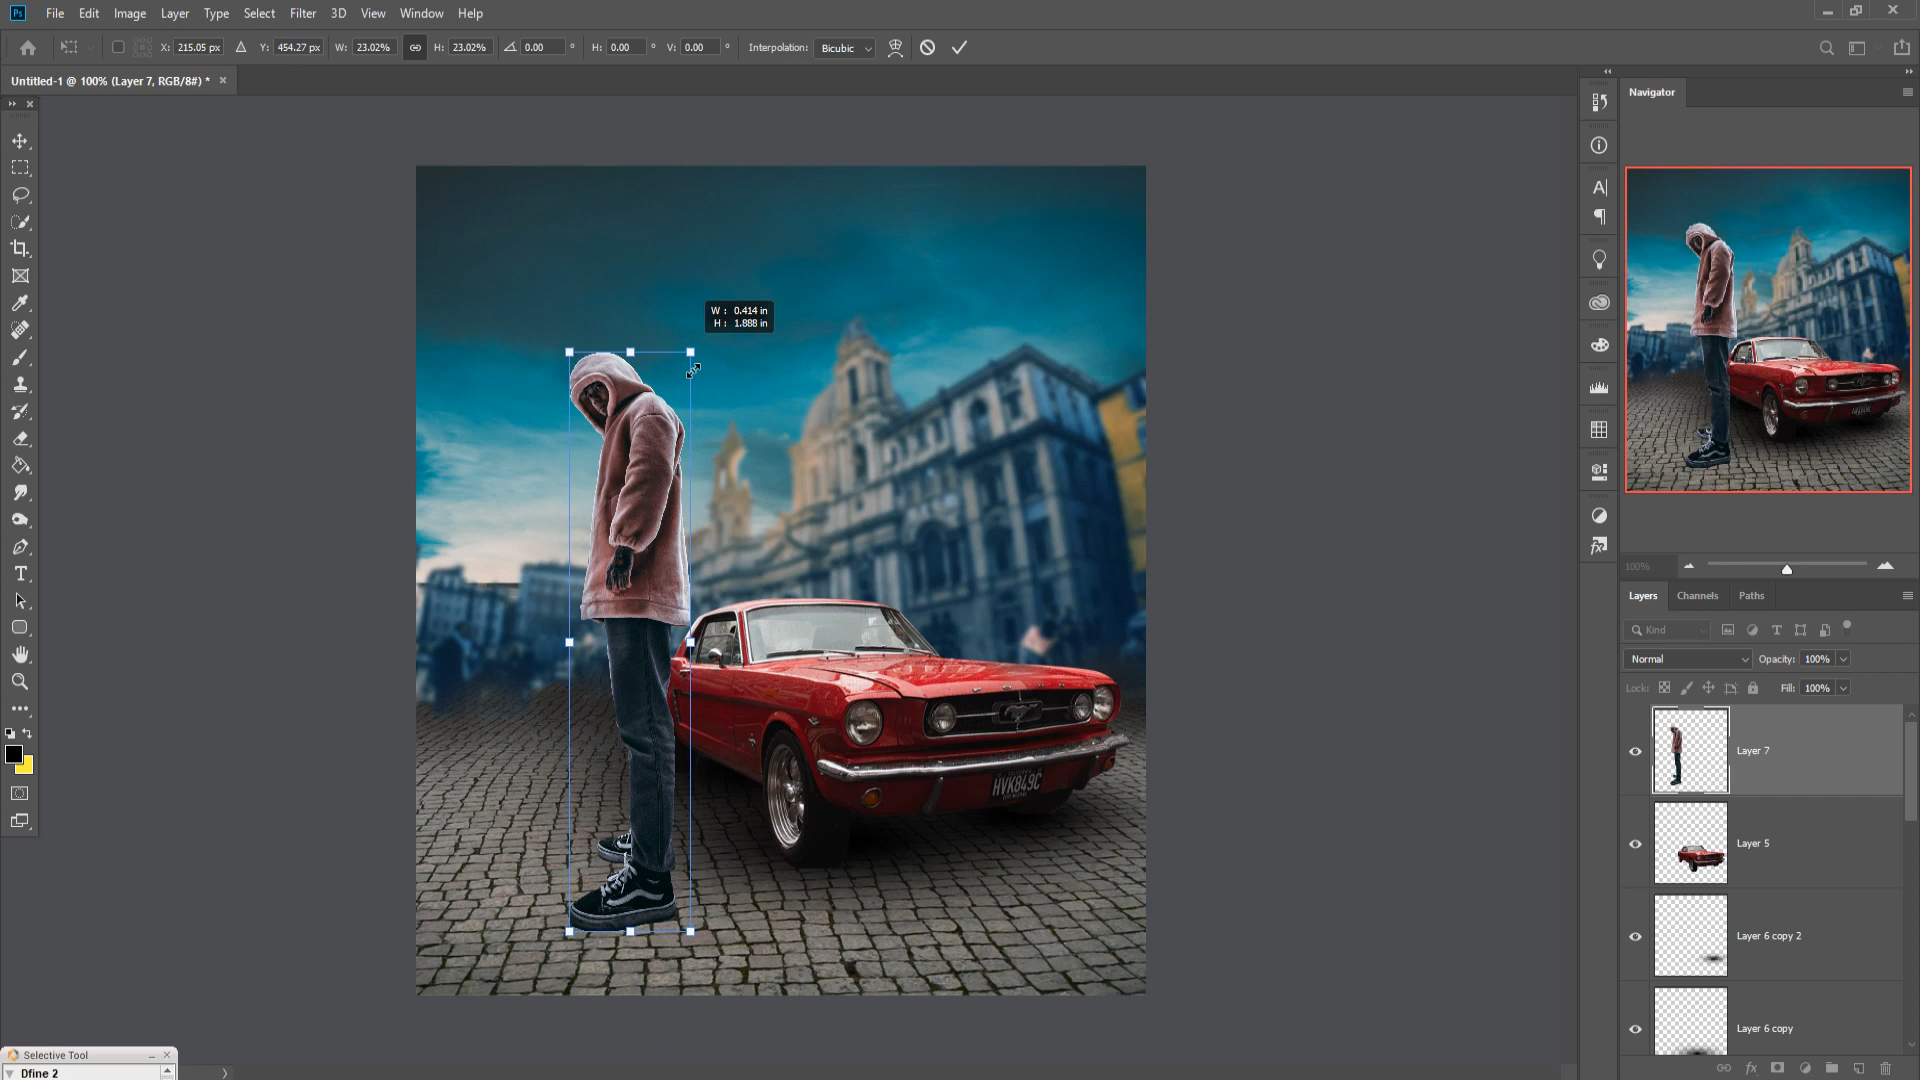 Ps File Edit Image Layer Type Select Filter 3D View Window Help
X: 215.05 px Y: 454.27 px W: 23.02% H: 23.02% 0.00 ° H: 0.00 ° V: 0.00 ° Interpolation: Bicubic
Untitled-1 @ 100% (Layer 7, RGB/8#) *
Navigator
W : 0.414 in
H : 1.888 in
HVK849C
100%
Layers Channels Paths
Kind
Normal Opacity: 100%
Lock: Fill: 100%
Layer 7
Layer 5
Layer 6 copy 2
Layer 6 copy
fx
Selective Tool
Dfine 2